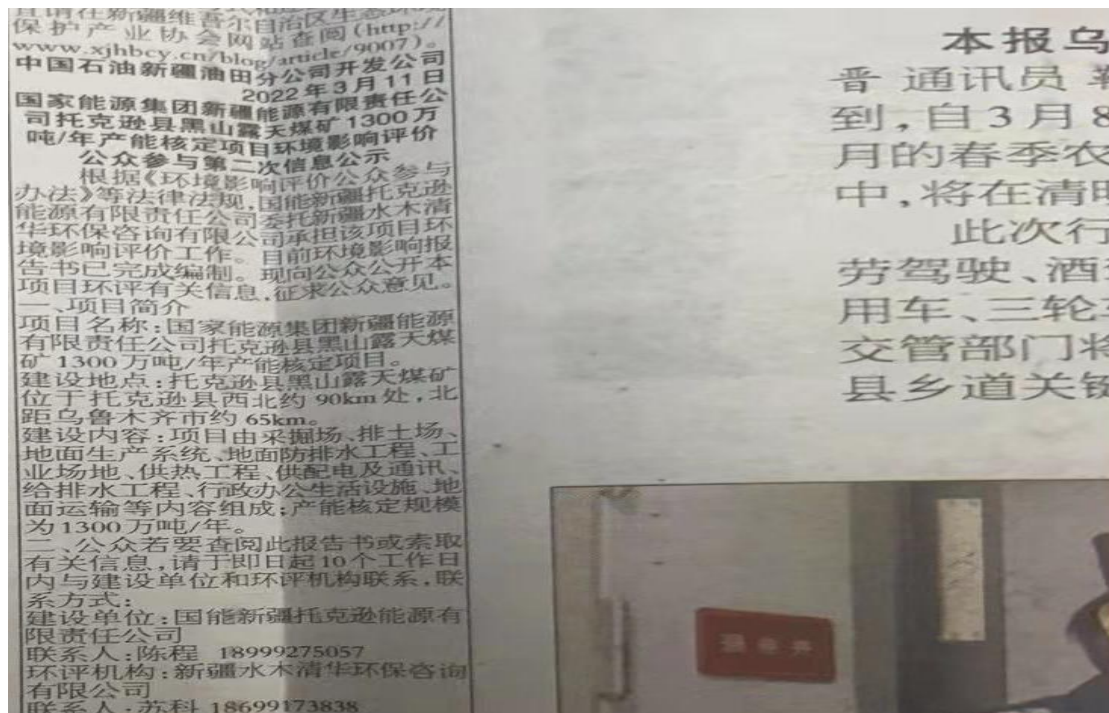 宜请在新疆维吾尔自治区生态环境
保护产业协会网站查阅(http://
www.xjhbcy.cn/blog/article/9007)。
中国石油新疆油田分公司开发公司
2022年3月11日
国家能源集团新疆能源有限责任公
司托克逊县黑山露天煤矿1300万
吨/年产能核定项目环境影响评价
公众参与第二次信息公示
根据《环境影响评价公众参与
办法》等法律法规,国能新疆托克逊
能源有限责任公司委托新疆水木清
华环保咨询有限公司承担该项目环
境影响评价工作。目前环境影响报
告书已完成编制。现向公众公开本
项目环评有关信息,征求公众意见。
一、项目简介
项目名称:国家能源集团新疆能源
有限责任公司托克逊县黑山露天煤
矿1300万吨/年产能核定项目。
建设地点:托克逊县黑山露天煤矿
位于托克逊县西北约90km处,北
距乌鲁木齐市约65km。
建设内容:项目由采掘场、排土场、
地面生产系统、地面防排水工程、工
业场地、供热工程、供配电及通讯、
给排水工程、行政办公生活设施、地
面运输等内容组成;产能核定规模
为1300万吨/年。
二、公众若要查阅此报告书或索取
有关信息,请于即日起10个工作日
内与建设单位和环评机构联系,联
系方式:
建设单位:国能新疆托克逊能源有
限责任公司
联系人:陈程 18999275057
环评机构:新疆水木清华环保咨询
有限公司
联系人:苏科 18699173838
本报乌
普 通讯员
到,自3月8
月的春季农
中,将在清明
此次行
劳驾驶、酒
用车、三轮
交管部门将
县乡道关键